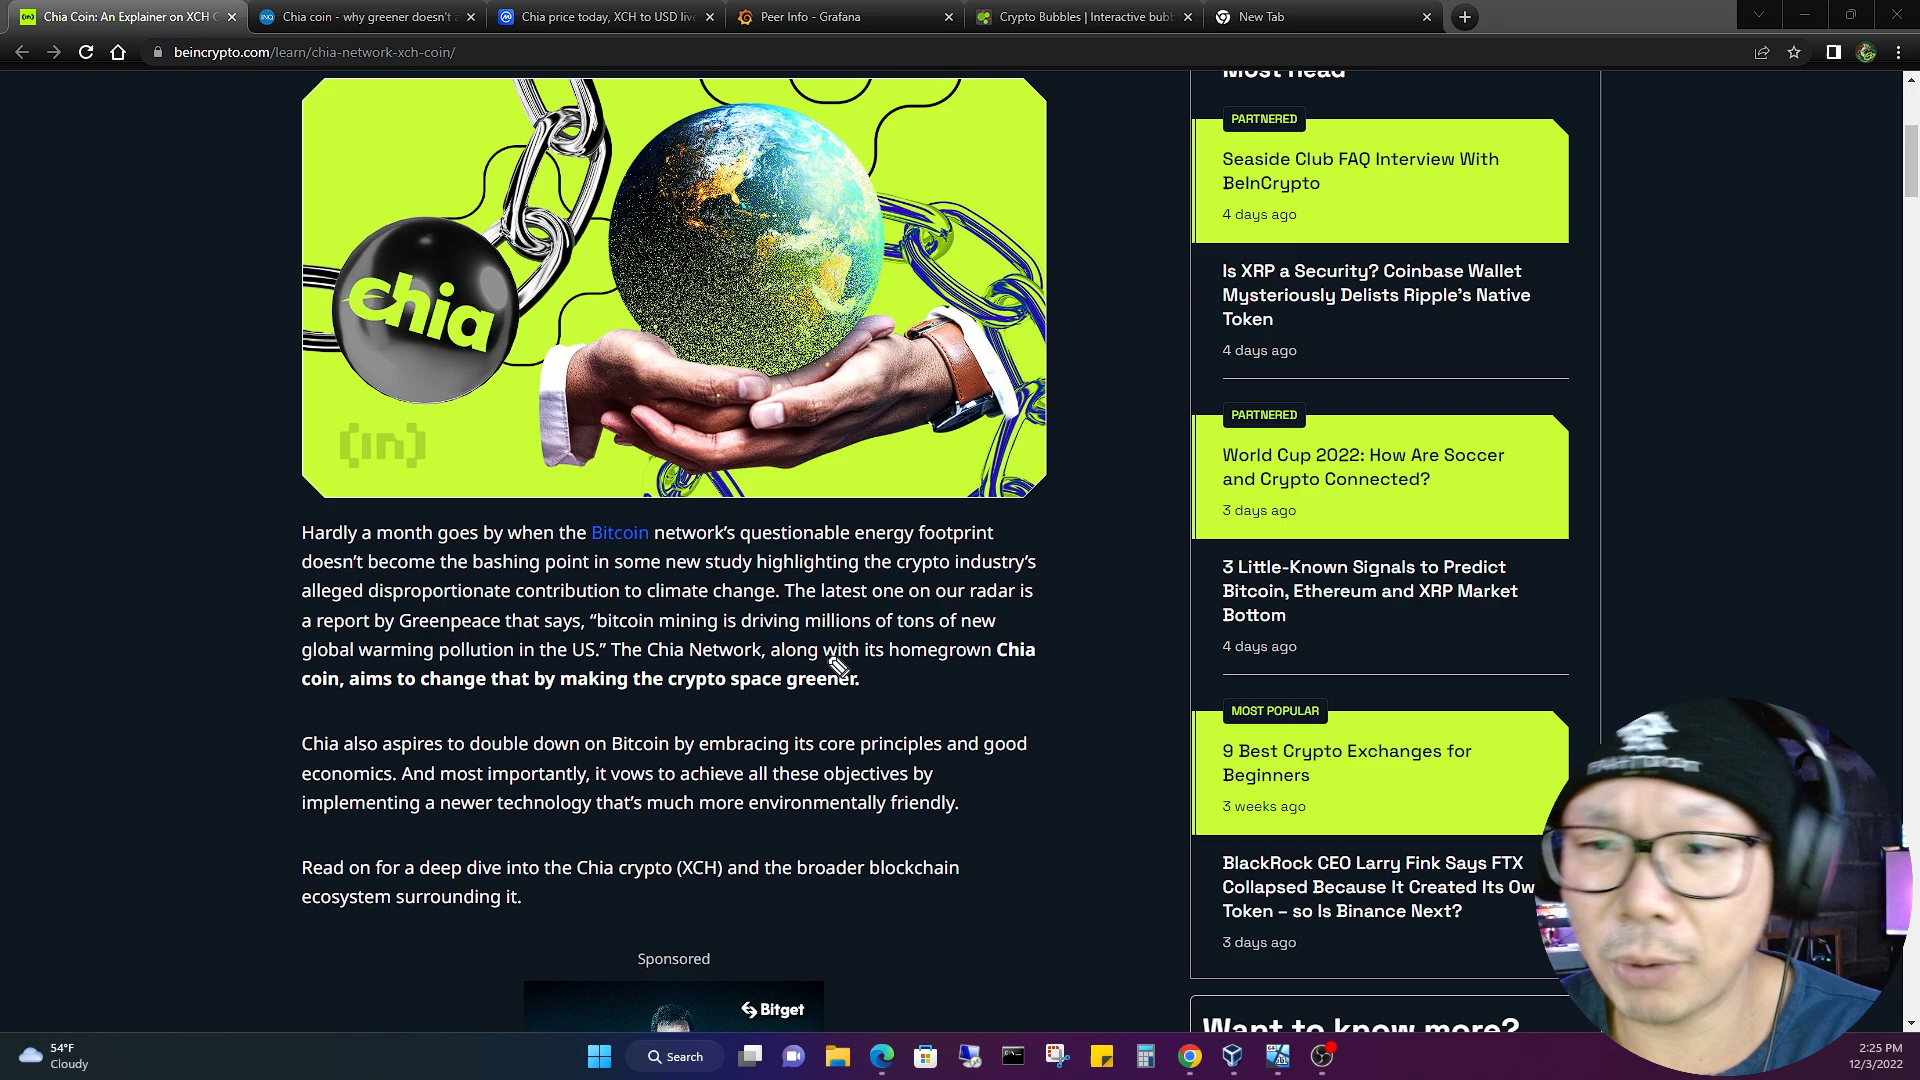 Chia Coin: An Explainer on XCH C
Chia coin - why greener doesn't a
Chia price today, XCH to USD live
Peer Info - Grafana
Crypto Bubbles | Interactive bubb
New Tab
beincrypto.com/learn/chia-network-xch-coin/
chia
[in]
Hardly a month goes by when the Bitcoin network’s questionable energy footprint
doesn’t become the bashing point in some new study highlighting the crypto industry’s
alleged disproportionate contribution to climate change. The latest one on our radar is
a report by Greenpeace that says, “bitcoin mining is driving millions of tons of new
global warming pollution in the US.” The Chia Network, along with its homegrown Chia
coin, aims to change that by making the crypto space greener.
Chia also aspires to double down on Bitcoin by embracing its core principles and good
economics. And most importantly, it vows to achieve all these objectives by
implementing a newer technology that’s much more environmentally friendly.
Read on for a deep dive into the Chia crypto (XCH) and the broader blockchain
ecosystem surrounding it.
Sponsored
Bitget
Most Read
PARTNERED
Seaside Club FAQ Interview With
BeInCrypto
4 days ago
Is XRP a Security? Coinbase Wallet
Mysteriously Delists Ripple’s Native
Token
4 days ago
PARTNERED
World Cup 2022: How Are Soccer
and Crypto Connected?
3 days ago
3 Little-Known Signals to Predict
Bitcoin, Ethereum and XRP Market
Bottom
4 days ago
MOST POPULAR
9 Best Crypto Exchanges for
Beginners
3 weeks ago
BlackRock CEO Larry Fink Says FTX
Collapsed Because It Created Its Ow
Token – so Is Binance Next?
3 days ago
Want to know more?
54°F
Cloudy
Search
2:25 PM
12/3/2022